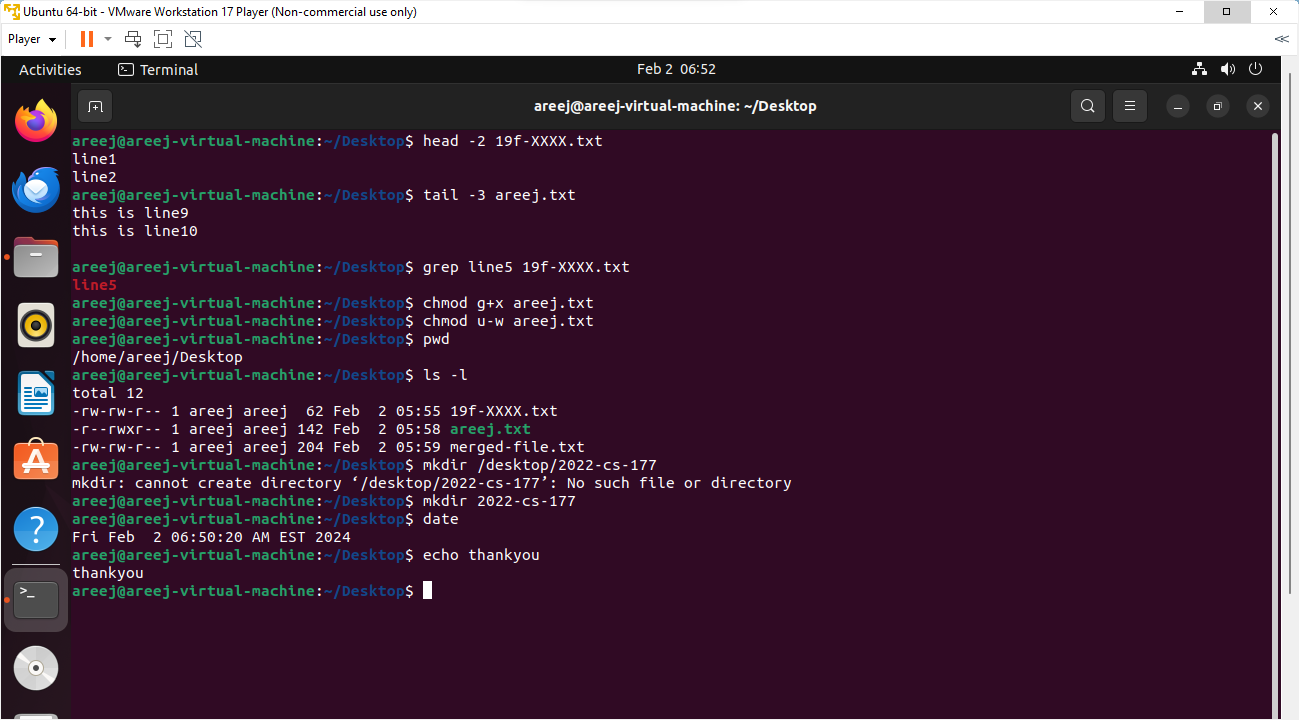 Ubuntu 64-bit - VMware Workstation 17 Player (Non-commercial use only)
Player
Activities Terminal Feb 2 06:52
areej@areej-virtual-machine: ~/Desktop
areej@areej-virtual-machine:~/Desktop$ head -2 19f-XXXX.txt
line1
line2
areej@areej-virtual-machine:~/Desktop$ tail -3 areej.txt
this is line9
this is line10
areej@areej-virtual-machine:~/Desktop$ grep line5 19f-XXXX.txt
line5
areej@areej-virtual-machine:~/Desktop$ chmod g+x areej.txt
areej@areej-virtual-machine:~/Desktop$ chmod u-w areej.txt
areej@areej-virtual-machine:~/Desktop$ pwd
/home/areej/Desktop
areej@areej-virtual-machine:~/Desktop$ ls -l
total 12
-rw-rw-r-- 1 areej areej  62 Feb  2 05:55 19f-XXXX.txt
-r--rwxr-- 1 areej areej 142 Feb  2 05:58 areej.txt
-rw-rw-r-- 1 areej areej 204 Feb  2 05:59 merged-file.txt
areej@areej-virtual-machine:~/Desktop$ mkdir /desktop/2022-cs-177
mkdir: cannot create directory ‘/desktop/2022-cs-177’: No such file or directory
areej@areej-virtual-machine:~/Desktop$ mkdir 2022-cs-177
areej@areej-virtual-machine:~/Desktop$ date
Fri Feb  2 06:50:20 AM EST 2024
areej@areej-virtual-machine:~/Desktop$ echo thankyou
thankyou
areej@areej-virtual-machine:~/Desktop$